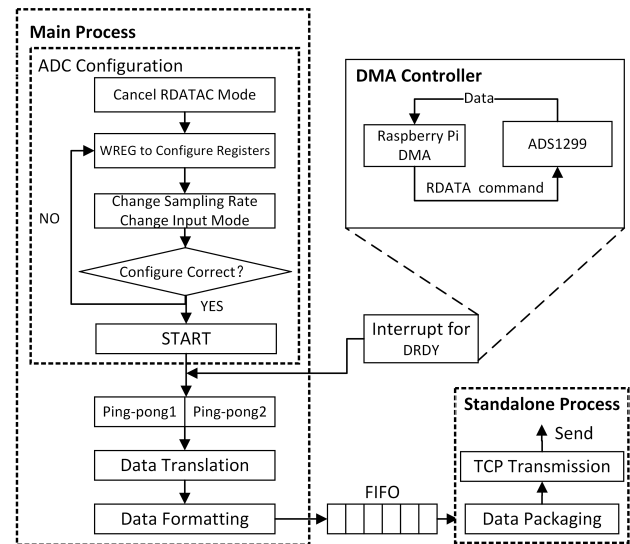 Main Process
ADC Configuration
Cancel RDATAC Mode
WREG to Configure Registers
Change Sampling Rate
Change Input Mode
NO
Configure Correct?
YES
START
DMA Controller
Data
Raspberry Pi
DMA
ADS1299
RDATA command
Interrupt for
DRDY
Ping-pong1
Ping-pong2
Data Translation
Data Formatting
FIFO
Standalone Process
Send
TCP Transmission
Data Packaging